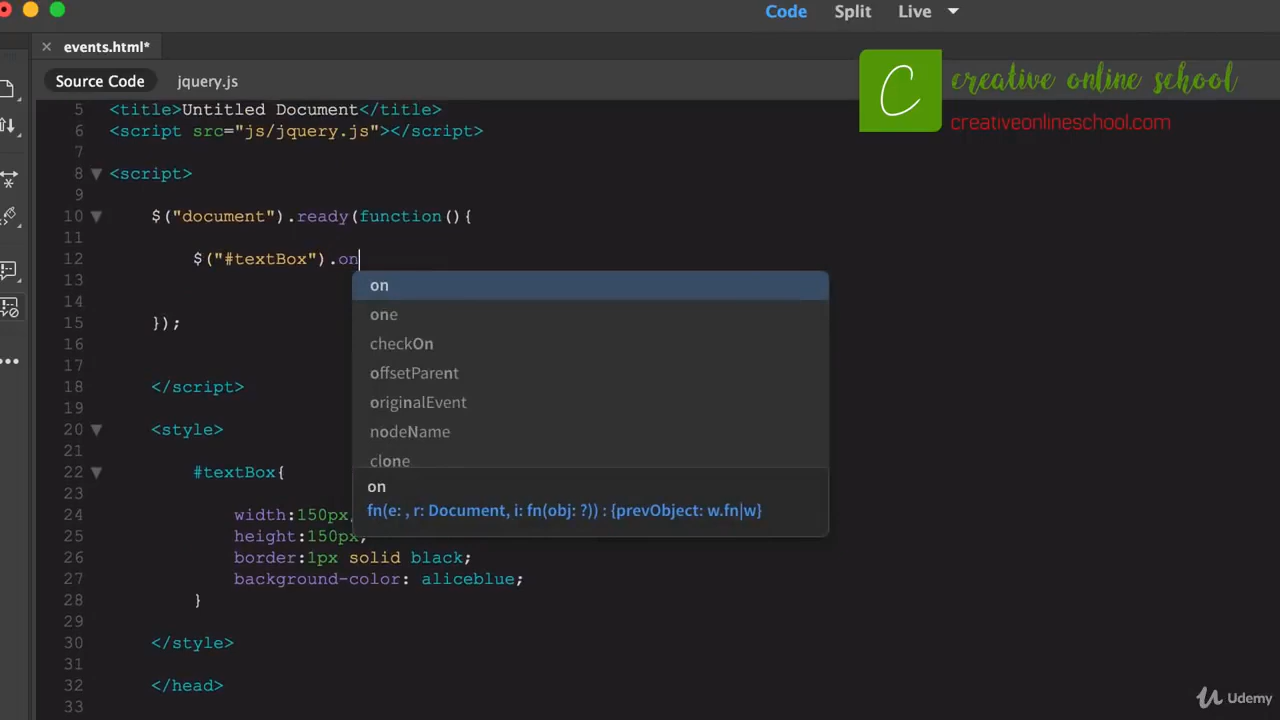 Code Split Live
events.html*
Source Code jquery.js
creative online school
creativeonlineschool.com
5 <title>Untitled Document</title>
6 <script src="js/jquery.js"></script>
7
8 <script>
9
10 $("document").ready(function(){
11
12 $("#textBox").on
13
14
15 });
16
17
18 </script>
19
20 <style>
21
22 #textBox{
23
24 width:150px;
25 
26 height:150px;
26 border:1px solid black;
27 background-color: aliceblue;
28 }
29
30 </style>
31
32 </head>
33
on
one
checkOn
offsetParent
originalEvent
nodeName
clone
on
fn(e: , r: Document, i: fn(obj: ?)) : {prevObject: w.fn|w}
Udemy